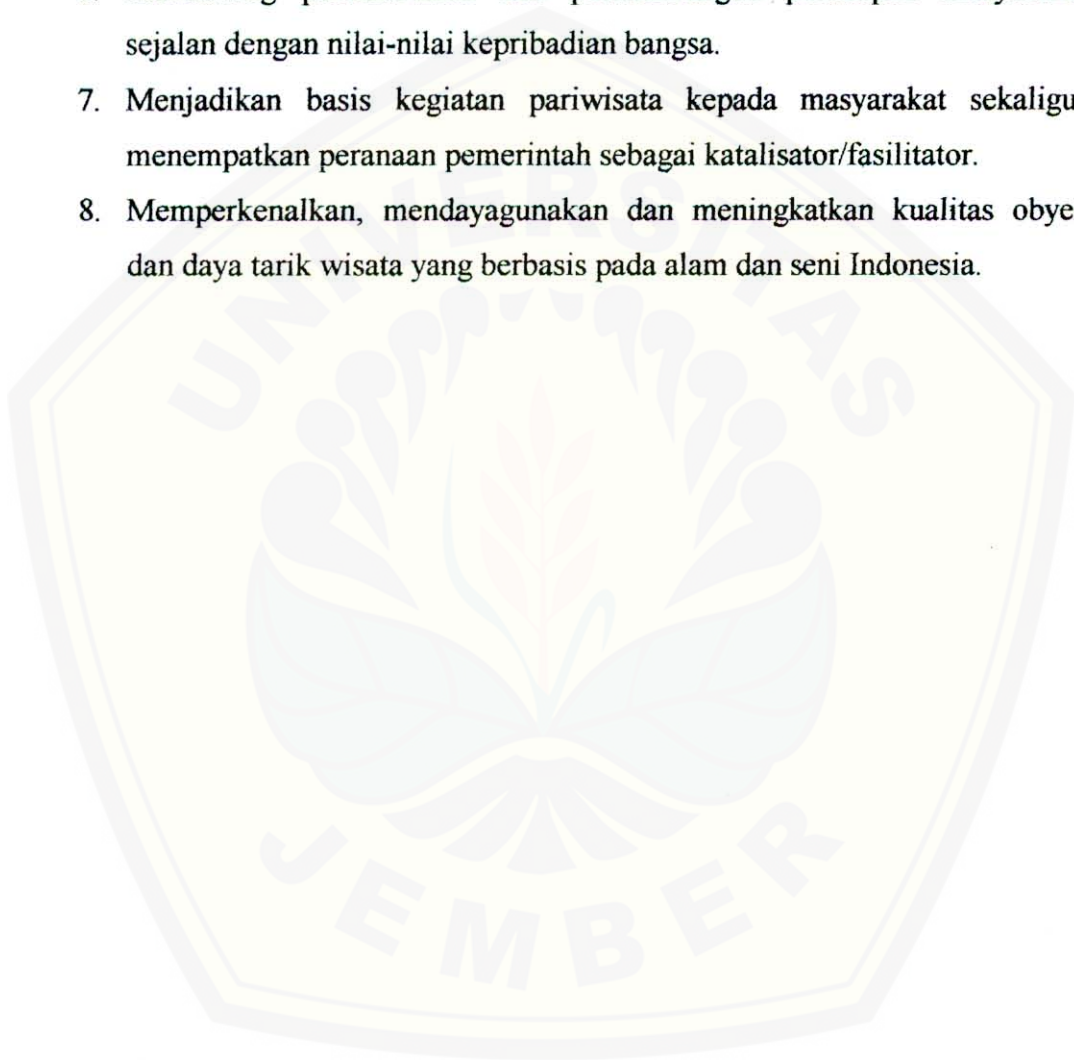 sejalan dengan nilai-nilai kepribadian bangsa.
7. Menjadikan basis kegiatan pariwisata kepada masyarakat sekaligu
menempatkan peranaan pemerintah sebagai katalisator/fasilitator.
8. Memperkenalkan, mendayagunakan dan meningkatkan kualitas obye
dan daya tarik wisata yang berbasis pada alam dan seni Indonesia.
UNIVERSITAS
JEMBER